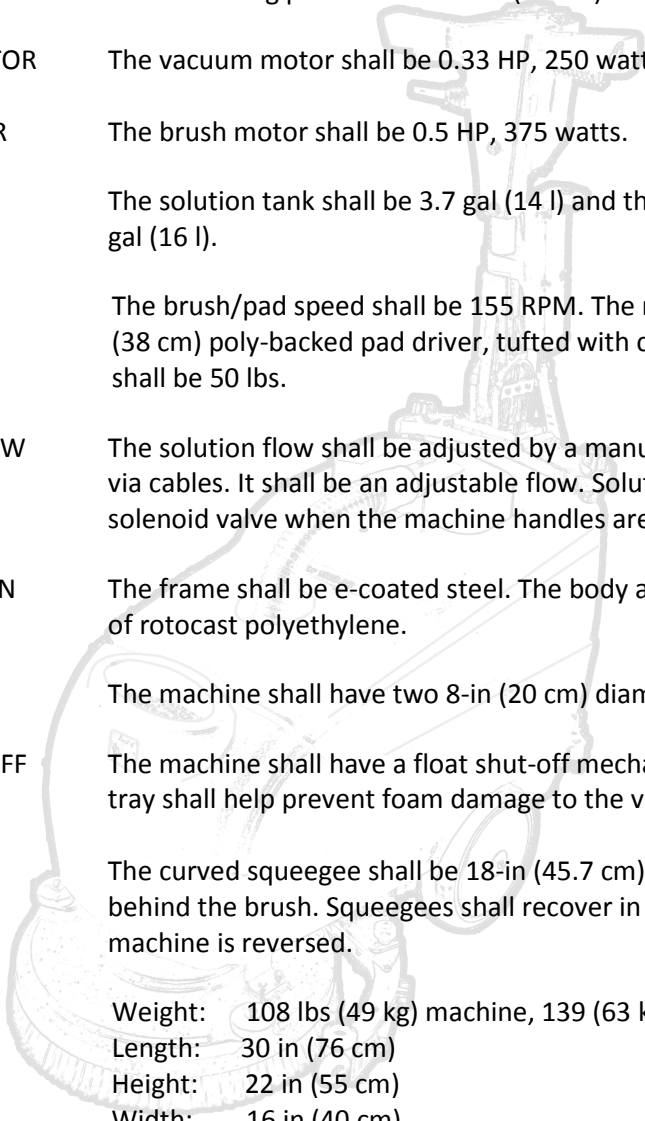 TOR The vacuum motor shall be 0.33 HP, 250 watt
R The brush motor shall be 0.5 HP, 375 watts.
The solution tank shall be 3.7 gal (14 l) and th
gal (16 l).
The brush/pad speed shall be 155 RPM. The
(38 cm) poly-backed pad driver, tufted with
shall be 50 lbs.
W The solution flow shall be adjusted by a manu
via cables. It shall be an adjustable flow. Solut
solenoid valve when the machine handles are
N The frame shall be e-coated steel. The body a
of rotocast polyethylene.
The machine shall have two 8-in (20 cm) diam
FF The machine shall have a float shut-off mecha
tray shall help prevent foam damage to the v
The curved squeegee shall be 18-in (45.7 cm)
behind the brush. Squeegees shall recover in
machine is reversed.
Weight: 108 lbs (49 kg) machine, 139 (63 k
Length: 30 in (76 cm)
Height: 22 in (55 cm)
Width: 16 in (40 cm)